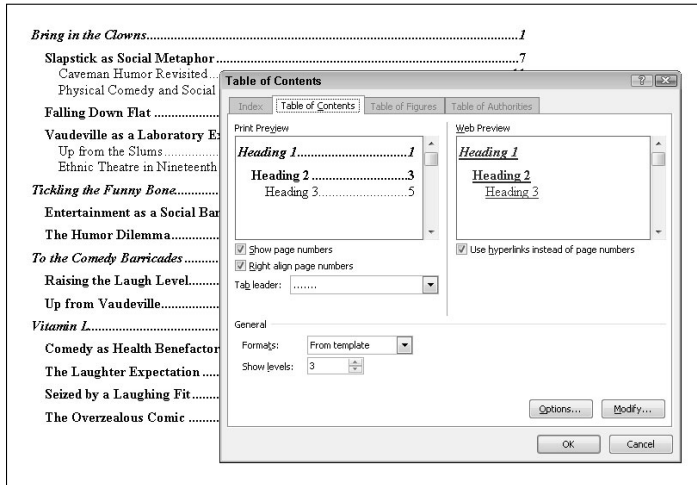 Bring in the Clowns..............................1
Slapstick as Social Metaphor..............................7
Caveman Humor Revisited...
Physical Comedy and Social
Falling Down Flat ...............
Vaudeville as a Laboratory Ex
Up from the Slums...............
Ethnic Theatre in Nineteenth
Tickling the Funny Bone...............
Entertainment as a Social Bar
The Humor Dilemma...............
To the Comedy Barricades...............
Raising the Laugh Level...............
Up from Vaudeville...............
Vitamin L...............
Comedy as Health Benefactor
The Laughter Expectation .....
Seized by a Laughing Fit........
The Overzealous Comic .........
Table of Contents
Index Table of Contents Table of Figures Table of Authorities
Print Preview
Heading 1..............................1
Heading 2..............................3
Heading 3..............................5
Show page numbers
Right align page numbers
Tab leader: .......
Web Preview
Heading 1
Heading 2
Heading 3
Use hyperlinks instead of page numbers
General
Formats: From template
Show levels: 3
Options... Modify...
OK Cancel